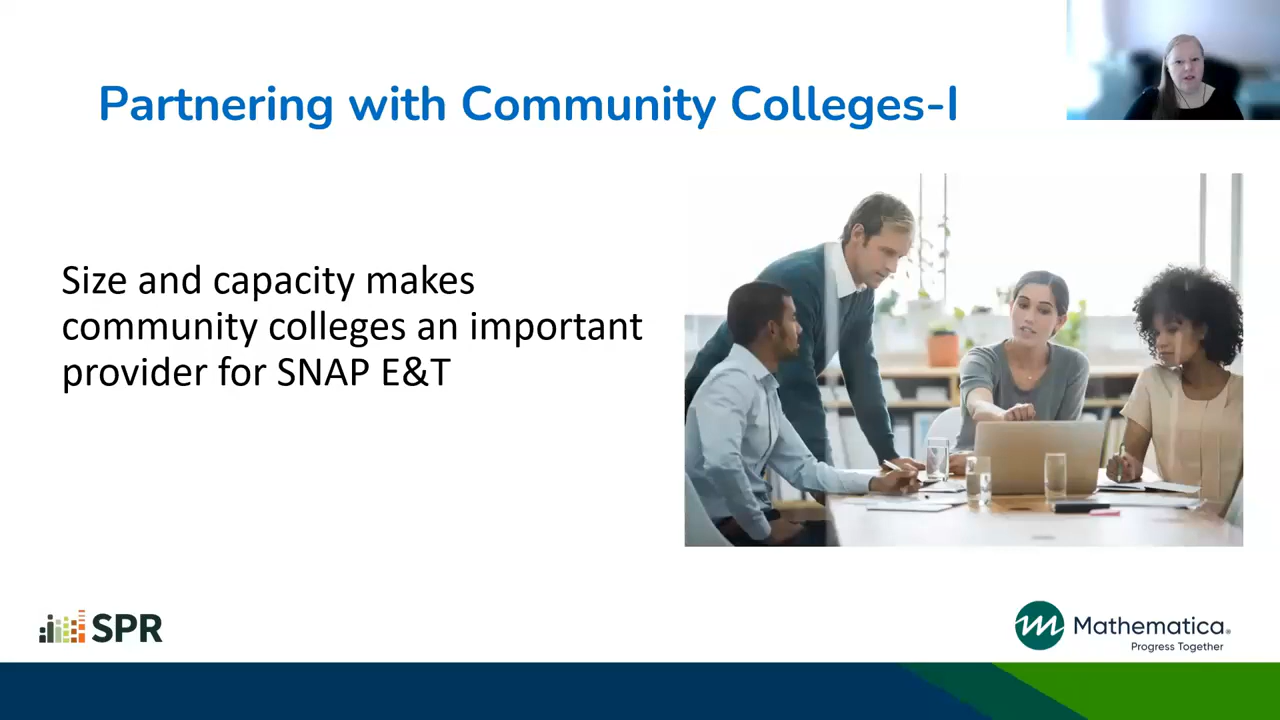 Partnering with Community Colleges-I
Size and capacity makes
community colleges an important
provider for SNAP E&T
SPR
Mathematica®
Progress Together